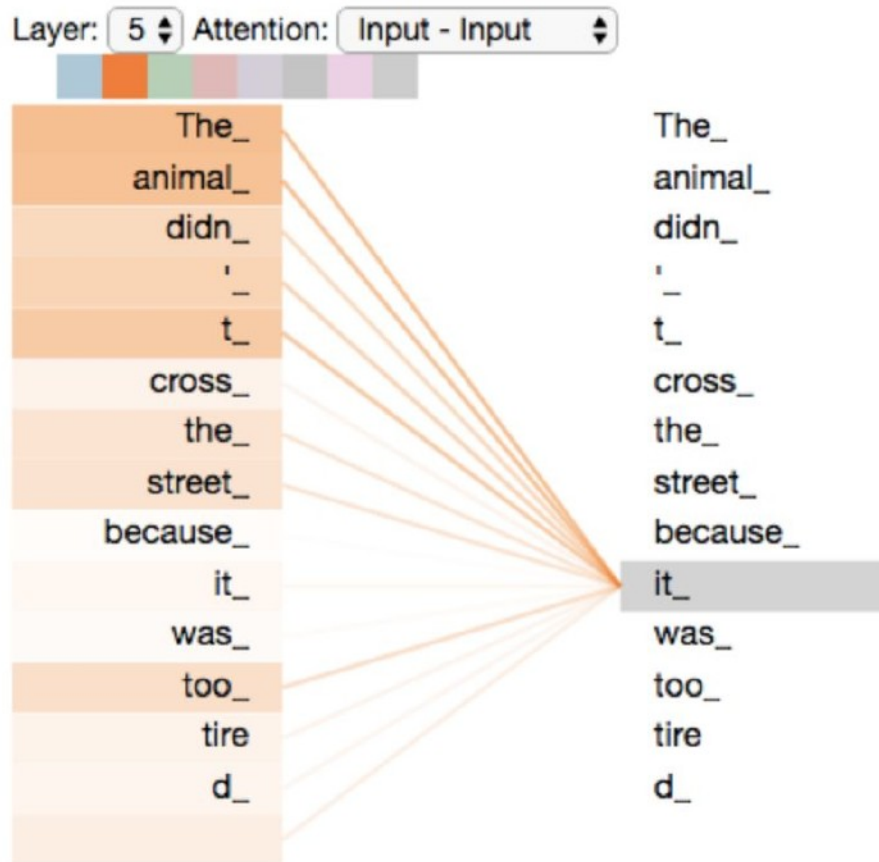 Layer: 5 Attention: Input - Input
The_ The_
animal_ animal_
didn_ didn_
'_ '_
t_ t_
cross_ cross_
the_ the_
street_ street_
because_ because_
it_ it_
was_ was_
too_ too_
tire tire
d_ d_